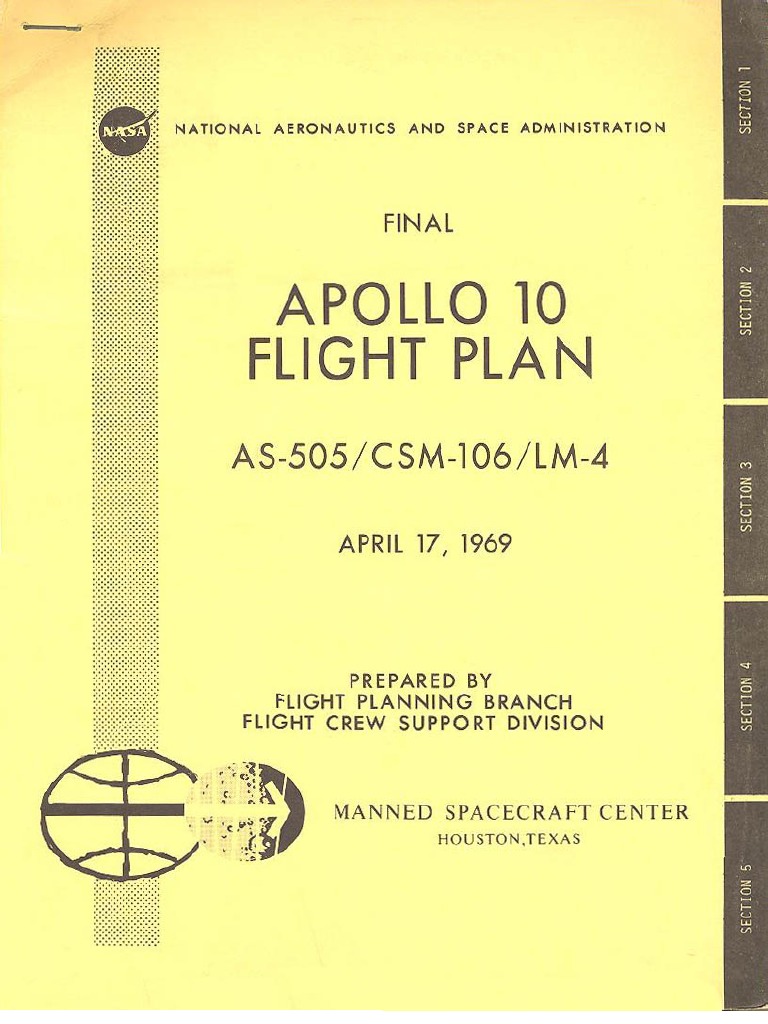 NASA
NATIONAL AERONAUTICS AND SPACE ADMINISTRATION
FINAL
APOLLO 10
FLIGHT PLAN
AS-505/CSM-106/LM-4
APRIL 17, 1969
PREPARED BY
FLIGHT PLANNING BRANCH
FLIGHT CREW SUPPORT DIVISION
MANNED SPACECRAFT CENTER
HOUSTON,TEXAS
SECTION 1
SECTION 2
SECTION 3
SECTION 4
SECTION 5